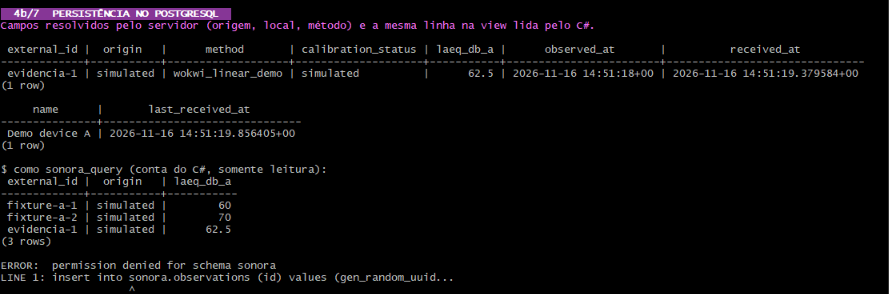 4b/7 PERSISTÊNCIA NO POSTGRESQL
Campos resolvidos pelo servidor (origem, local, método) e a mesma linha na view lida pelo C#.
external_id | origin | method | calibration_status | laeq_db_a | observed_at | received_at
-------------+-----------+-------------------+--------------------+-----------+------------------------+-------------------------------
evidencia-1 | simulated | wokwi_linear_demo | simulated | 62.5 | 2026-11-16 14:51:18+00 | 2026-11-16 14:51:19.379584+00
(1 row)
name | last_received_at
---------------+-------------------------------
Demo device A | 2026-11-16 14:51:19.856405+00
(1 row)
$ como sonora_query (conta do C#, somente leitura):
external_id | origin | laeq_db_a
-------------+-----------+-----------
fixture-a-1 | simulated | 60
fixture-a-2 | simulated | 70
evidencia-1 | simulated | 62.5
(3 rows)
ERROR: permission denied for schema sonora
LINE 1: insert into sonora.observations (id) values (gen_random_uuid...
^